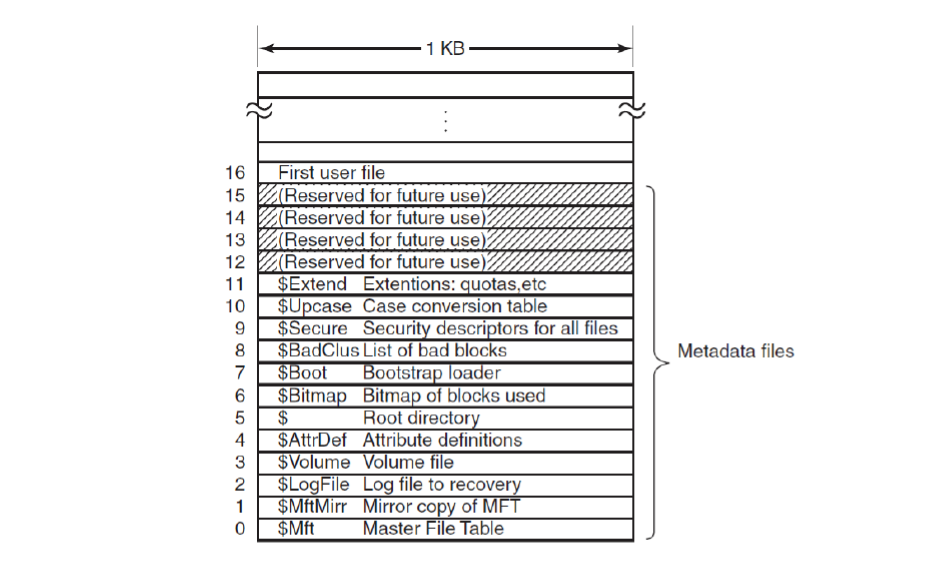 1 KB
16 First user file
15 (Reserved for future use)
14 (Reserved for future use)
13 (Reserved for future use)
12 (Reserved for future use)
11 $Extend Extentions: quotas,etc
10 $Upcase Case conversion table
9 $Secure Security descriptors for all files
8 $BadClus List of bad blocks
7 $Boot Bootstrap loader
6 $Bitmap Bitmap of blocks used
5 $ Root directory
4 $AttrDef Attribute definitions
3 $Volume Volume file
2 $LogFile Log file to recovery
1 $MftMirr Mirror copy of MFT
0 $Mft Master File Table
Metadata files